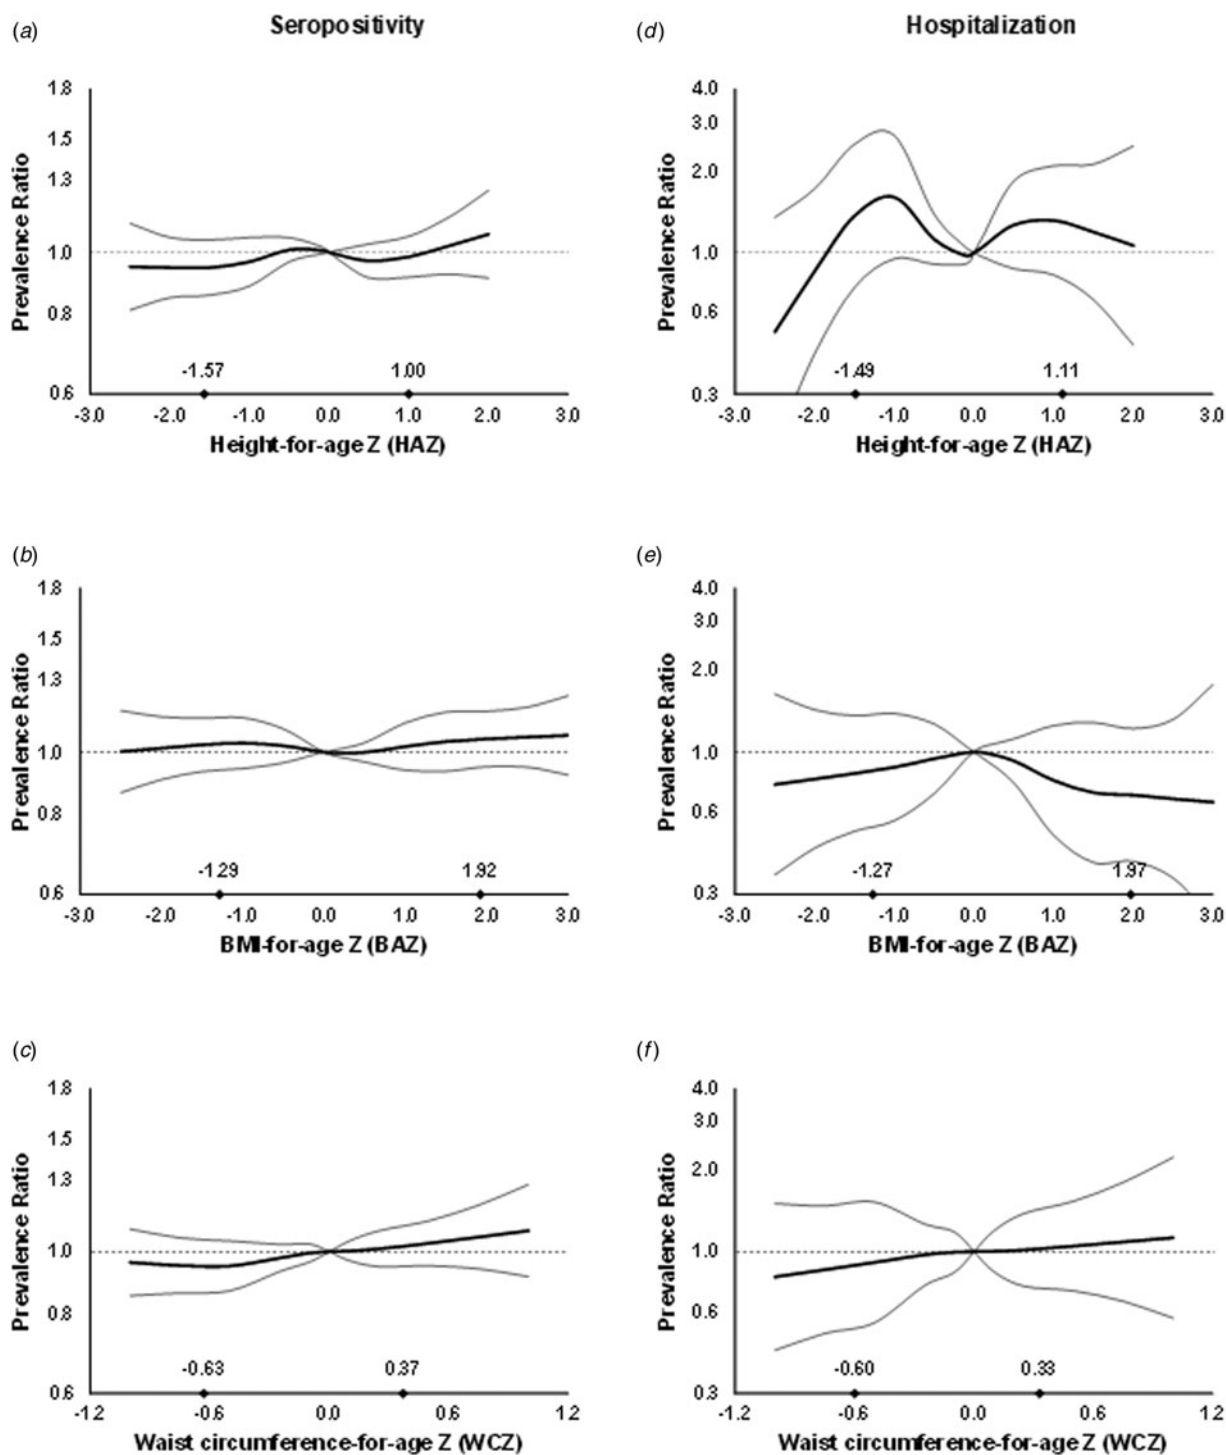 (a) Seropositivity
1.8
1.5
1.3
1.0
0.8
0.6
Prevalence Ratio
-1.57 1.00
-3.0 -2.0 -1.0 0.0 1.0 2.0 3.0
Height-for-age Z (HAZ)
(d) Hospitalization
4.0
3.0
2.0
1.0
0.6
0.3
Prevalence Ratio
-1.49 1.11
-3.0 -2.0 -1.0 0.0 1.0 2.0 3.0
Height-for-age Z (HAZ)
(b)
1.8
1.5
1.3
1.0
0.8
0.6
Prevalence Ratio
-1.29 1.92
-3.0 -2.0 -1.0 0.0 1.0 2.0 3.0
BMI-for-age Z (BAZ)
(e)
4.0
3.0
2.0
1.0
0.6
0.3
Prevalence Ratio
-1.27 1.97
-3.0 -2.0 -1.0 0.0 1.0 2.0 3.0
BMI-for-age Z (BAZ)
(c)
1.8
1.5
1.3
1.0
0.8
0.6
Prevalence Ratio
-0.63 0.37
-1.2 -0.6 0.0 0.6 1.2
Waist circumference-for-age Z (WCZ)
(f)
4.0
3.0
2.0
1.0
0.6
0.3
Prevalence Ratio
-0.60 0.33
-1.2 -0.6 0.0 0.6 1.2
Waist circumference-for-age Z (WCZ)